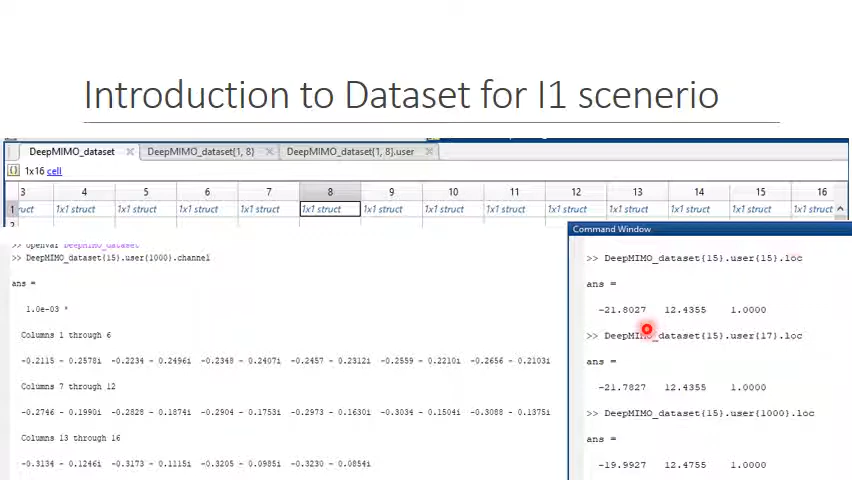 Introduction to Dataset for I1 scenerio
DeepMIMO_dataset × DeepMIMO_dataset{1, 8} × DeepMIMO_dataset{1, 8}.user ×
{} 1x16 cell
3 4 5 6 7 8 9 10 11 12 13 14 15 16
1 uct 1x1 struct 1x1 struct 1x1 struct 1x1 struct 1x1 struct 1x1 struct 1x1 struct 1x1 struct 1x1 struct 1x1 struct 1x1 struct 1x1 struct 1x1 struct
>> openvar DeepMIMO_dataset
>> DeepMIMO_dataset{15}.user{1000}.channel
ans =
1.0e-03 *
Columns 1 through 6
-0.2115 - 0.2578i -0.2234 - 0.2496i -0.2348 - 0.2407i -0.2457 - 0.2312i -0.2559 - 0.2210i -0.2656 - 0.2103i
Columns 7 through 12
-0.2746 - 0.1990i -0.2828 - 0.1874i -0.2904 - 0.1753i -0.2973 - 0.1630i -0.3034 - 0.1504i -0.3088 - 0.1375i
Columns 13 through 16
-0.3134 - 0.1246i -0.3173 - 0.1115i -0.3205 - 0.0985i -0.3230 - 0.0854i
Command Window
>> DeepMIMO_dataset{15}.user{15}.loc
ans =
-21.8027 12.4355 1.0000
>> DeepMIMO_dataset{15}.user{17}.loc
ans =
-21.7827 12.4355 1.0000
>> DeepMIMO_dataset{15}.user{1000}.loc
ans =
-19.9927 12.4755 1.0000